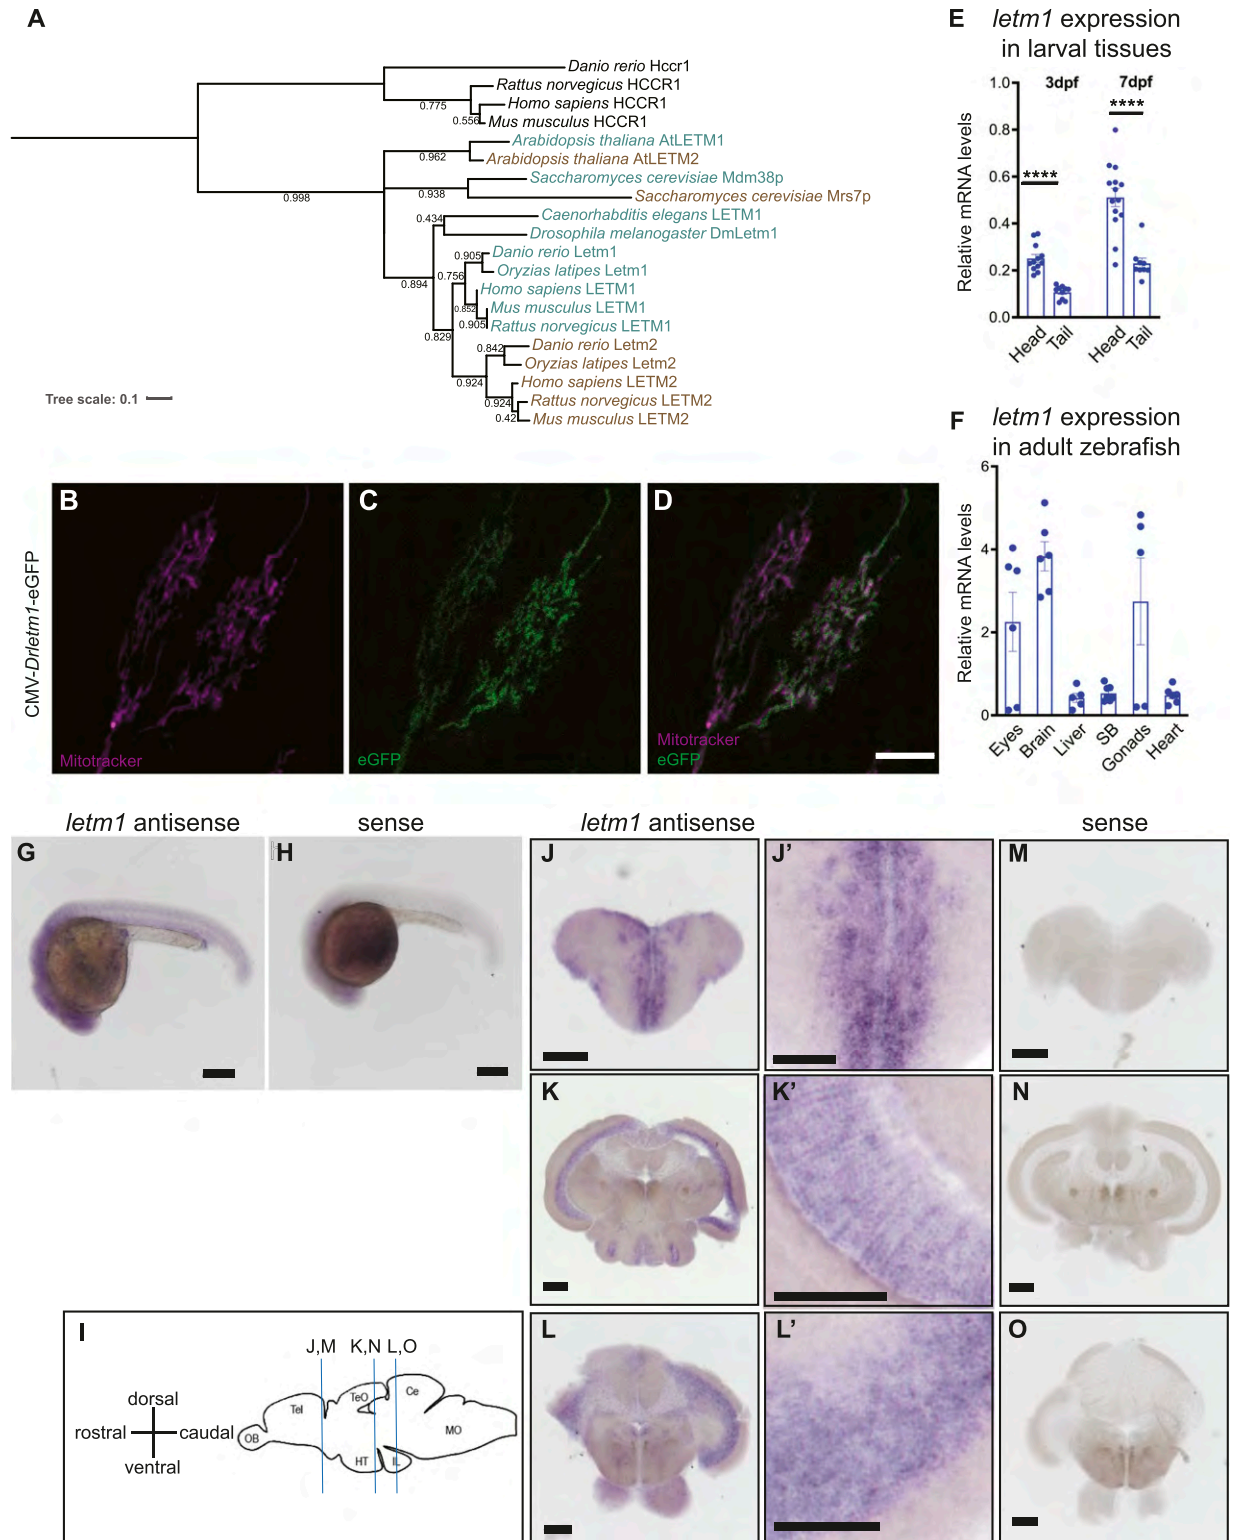 A
Danio rerio Hccr1
Rattus norvegicus HCCR1
0.775
Homo sapiens HCCR1
0.556
Mus musculus HCCR1
Arabidopsis thaliana AtLETM1
0.962
Arabidopsis thaliana AtLETM2
Saccharomyces cerevisiae Mdm38p
0.998
0.938
Saccharomyces cerevisiae Mrs7p
0.434
Caenorhabditis elegans LETM1
Drosophila melanogaster DmLetm1
0.905
Danio rerio Letm1
0.756
Oryzias latipes Letm1
0.894
Homo sapiens LETM1
0.852
Mus musculus LETM1
0.905
Rattus norvegicus LETM1
0.829
0.842
Danio rerio Letm2
Oryzias latipes Letm2
0.924
Homo sapiens LETM2
0.924
Rattus norvegicus LETM2
0.42
Mus musculus LETM2
Tree scale: 0.1
E
letm1 expression
in larval tissues
1.0
0.8
0.6
0.4
0.2
0.0
Relative mRNA levels
3dpf
7dpf
****
****
Head
Tail
Head
Tail
F
letm1 expression
in adult zebrafish
6
4
2
0
Relative mRNA levels
Eyes
Brain
Liver
SB
Gonads
Heart
CMV-Drletm1-eGFP
B
Mitotracker
C
eGFP
D
Mitotracker
eGFP
letm1 antisense
sense
letm1 antisense
sense
G
H
J
J’
M
K
K’
N
I
J,M
K,N
L,O
dorsal
rostral
caudal
ventral
OB
Tel
TeO
Ce
MO
HT
IL
L
L’
O